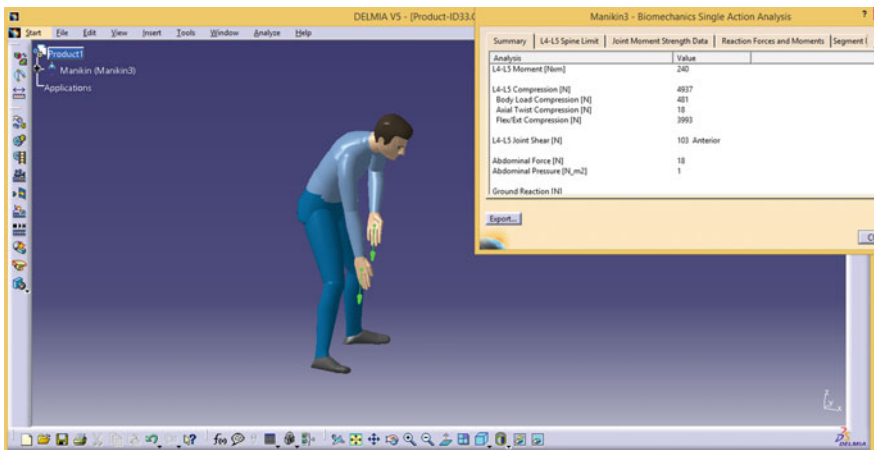 DELMIA V5 - [Product-ID33.C
Start File Edit View Insert Tools Window Analyze Help
Product1
Manikin (Manikin3)
Applications
Manikin3 - Biomechanics Single Action Analysis ?
Summary L4-L5 Spine Limit Joint Moment Strength Data Reaction Forces and Moments Segment
Analysis Value
L4-L5 Moment [Nxm] 240
L4-L5 Compression [N] 4937
Body Load Compression [N] 481
Axial Twist Compression [N] 18
Flex/Ext Compression [N] 3993
L4-L5 Joint Shear [N] 103 Anterior
Abdominal Force [N] 18
Abdominal Pressure [N_m2] 1
Ground Reaction [N]
Export...
Cl
f(x)
z
y x
DELMIA